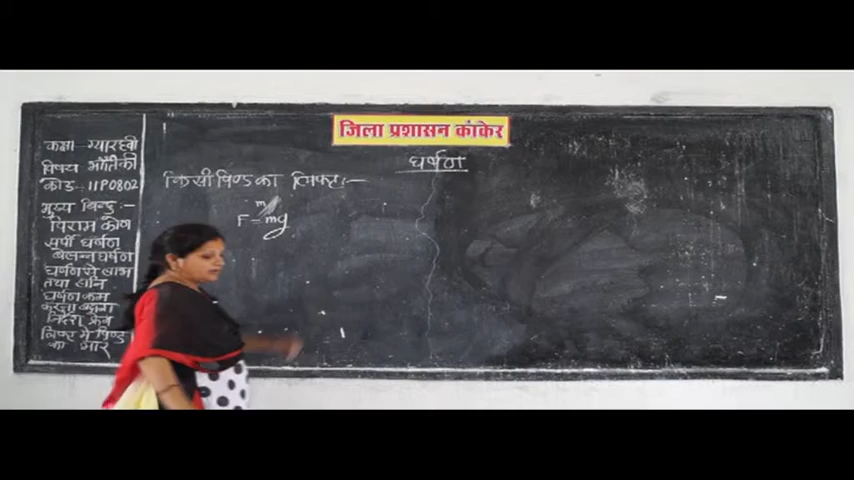 जिला प्रशासन कांकेर
घर्षण
कक्षा ग्यारहवी
विषय भौतिकी
कोड - 11P0802
मुख्य बिन्दु :-
विराम कोण
सर्पी घर्षण
बेलन घर्षण
घर्षण से लाभ
तथा हानि
घर्षण कम
करना
लिफ्ट मे पिण्ड
का भार
किसी पिण्ड का लिफ्ट :-
m
F = mg